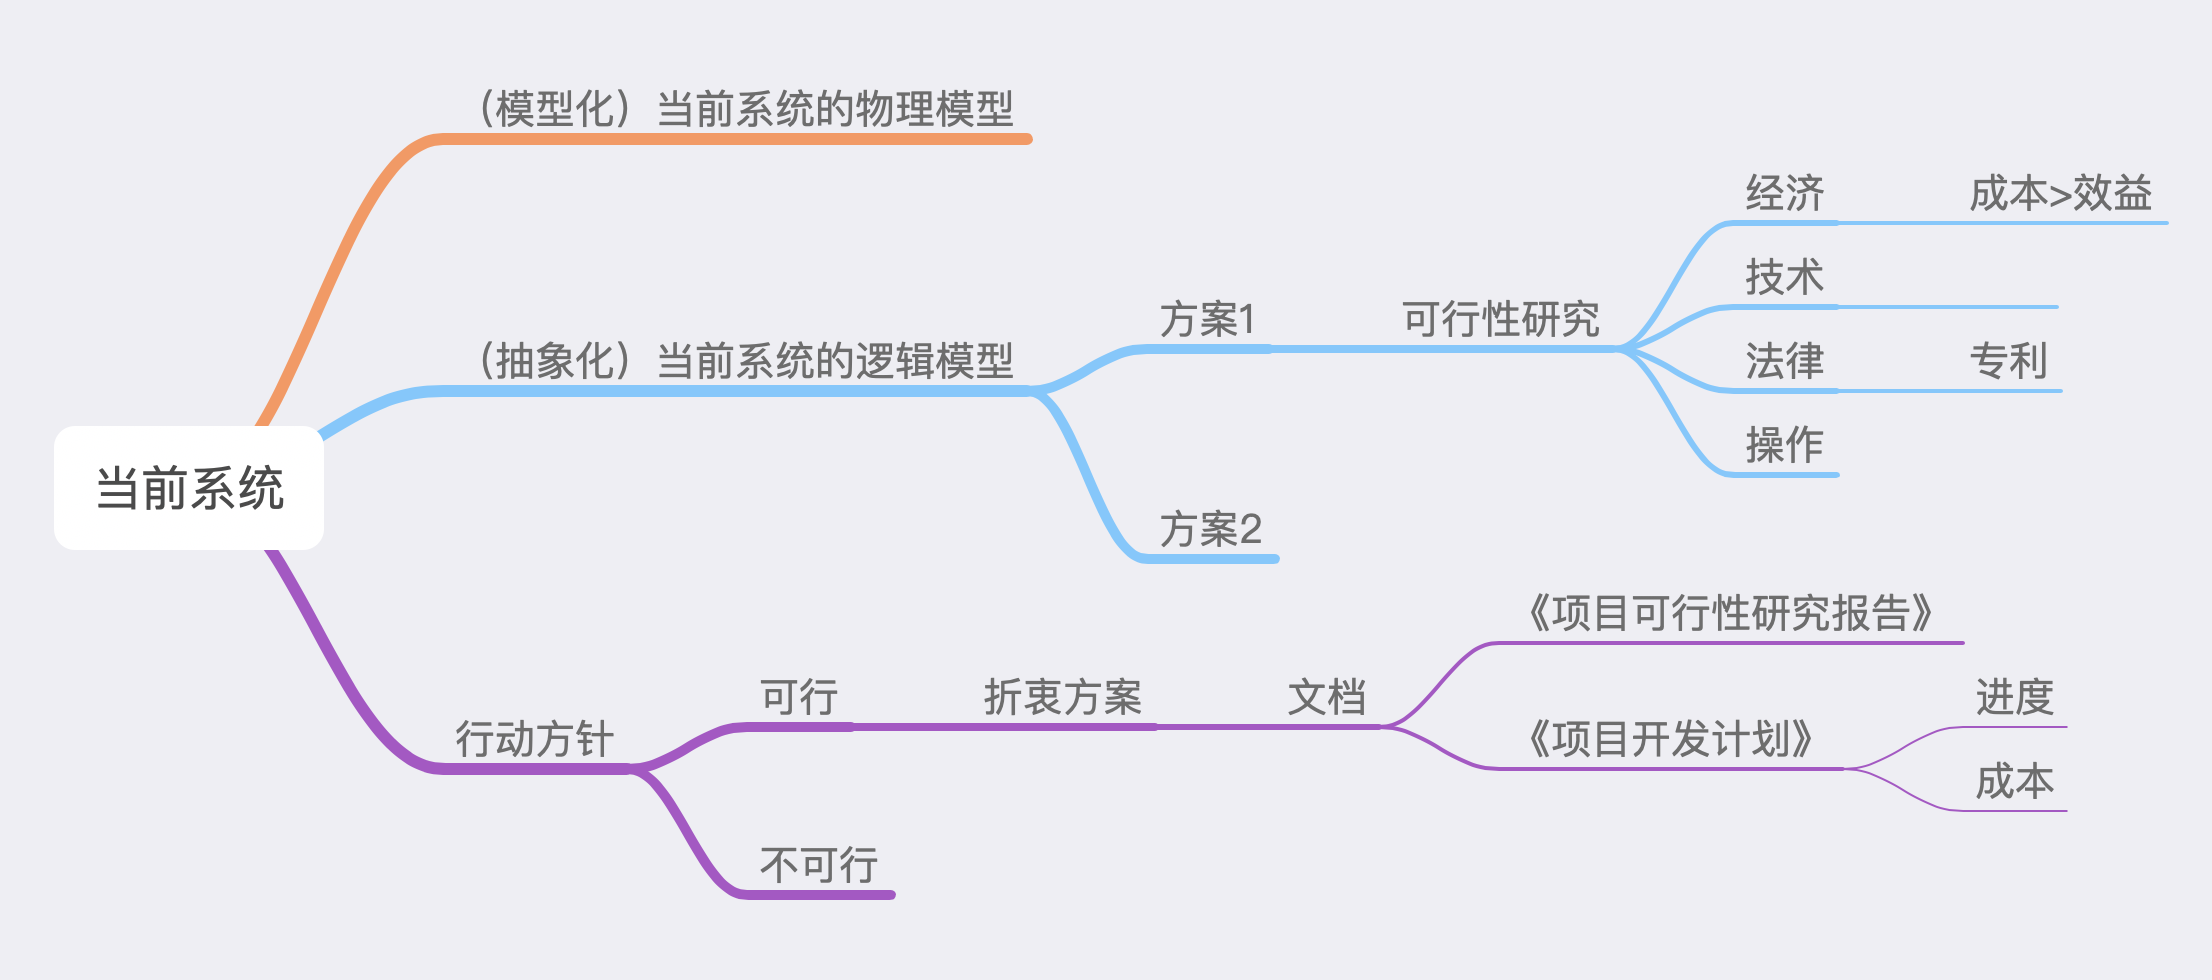 （模型化）当前系统的物理模型
经济
成本>效益
技术
方案1
可行性研究
（抽象化）当前系统的逻辑模型
法律
专利
操作
当前系统
方案2
《项目可行性研究报告》
可行
折衷方案
文档
进度
行动方针
《项目开发计划》
成本
不可行